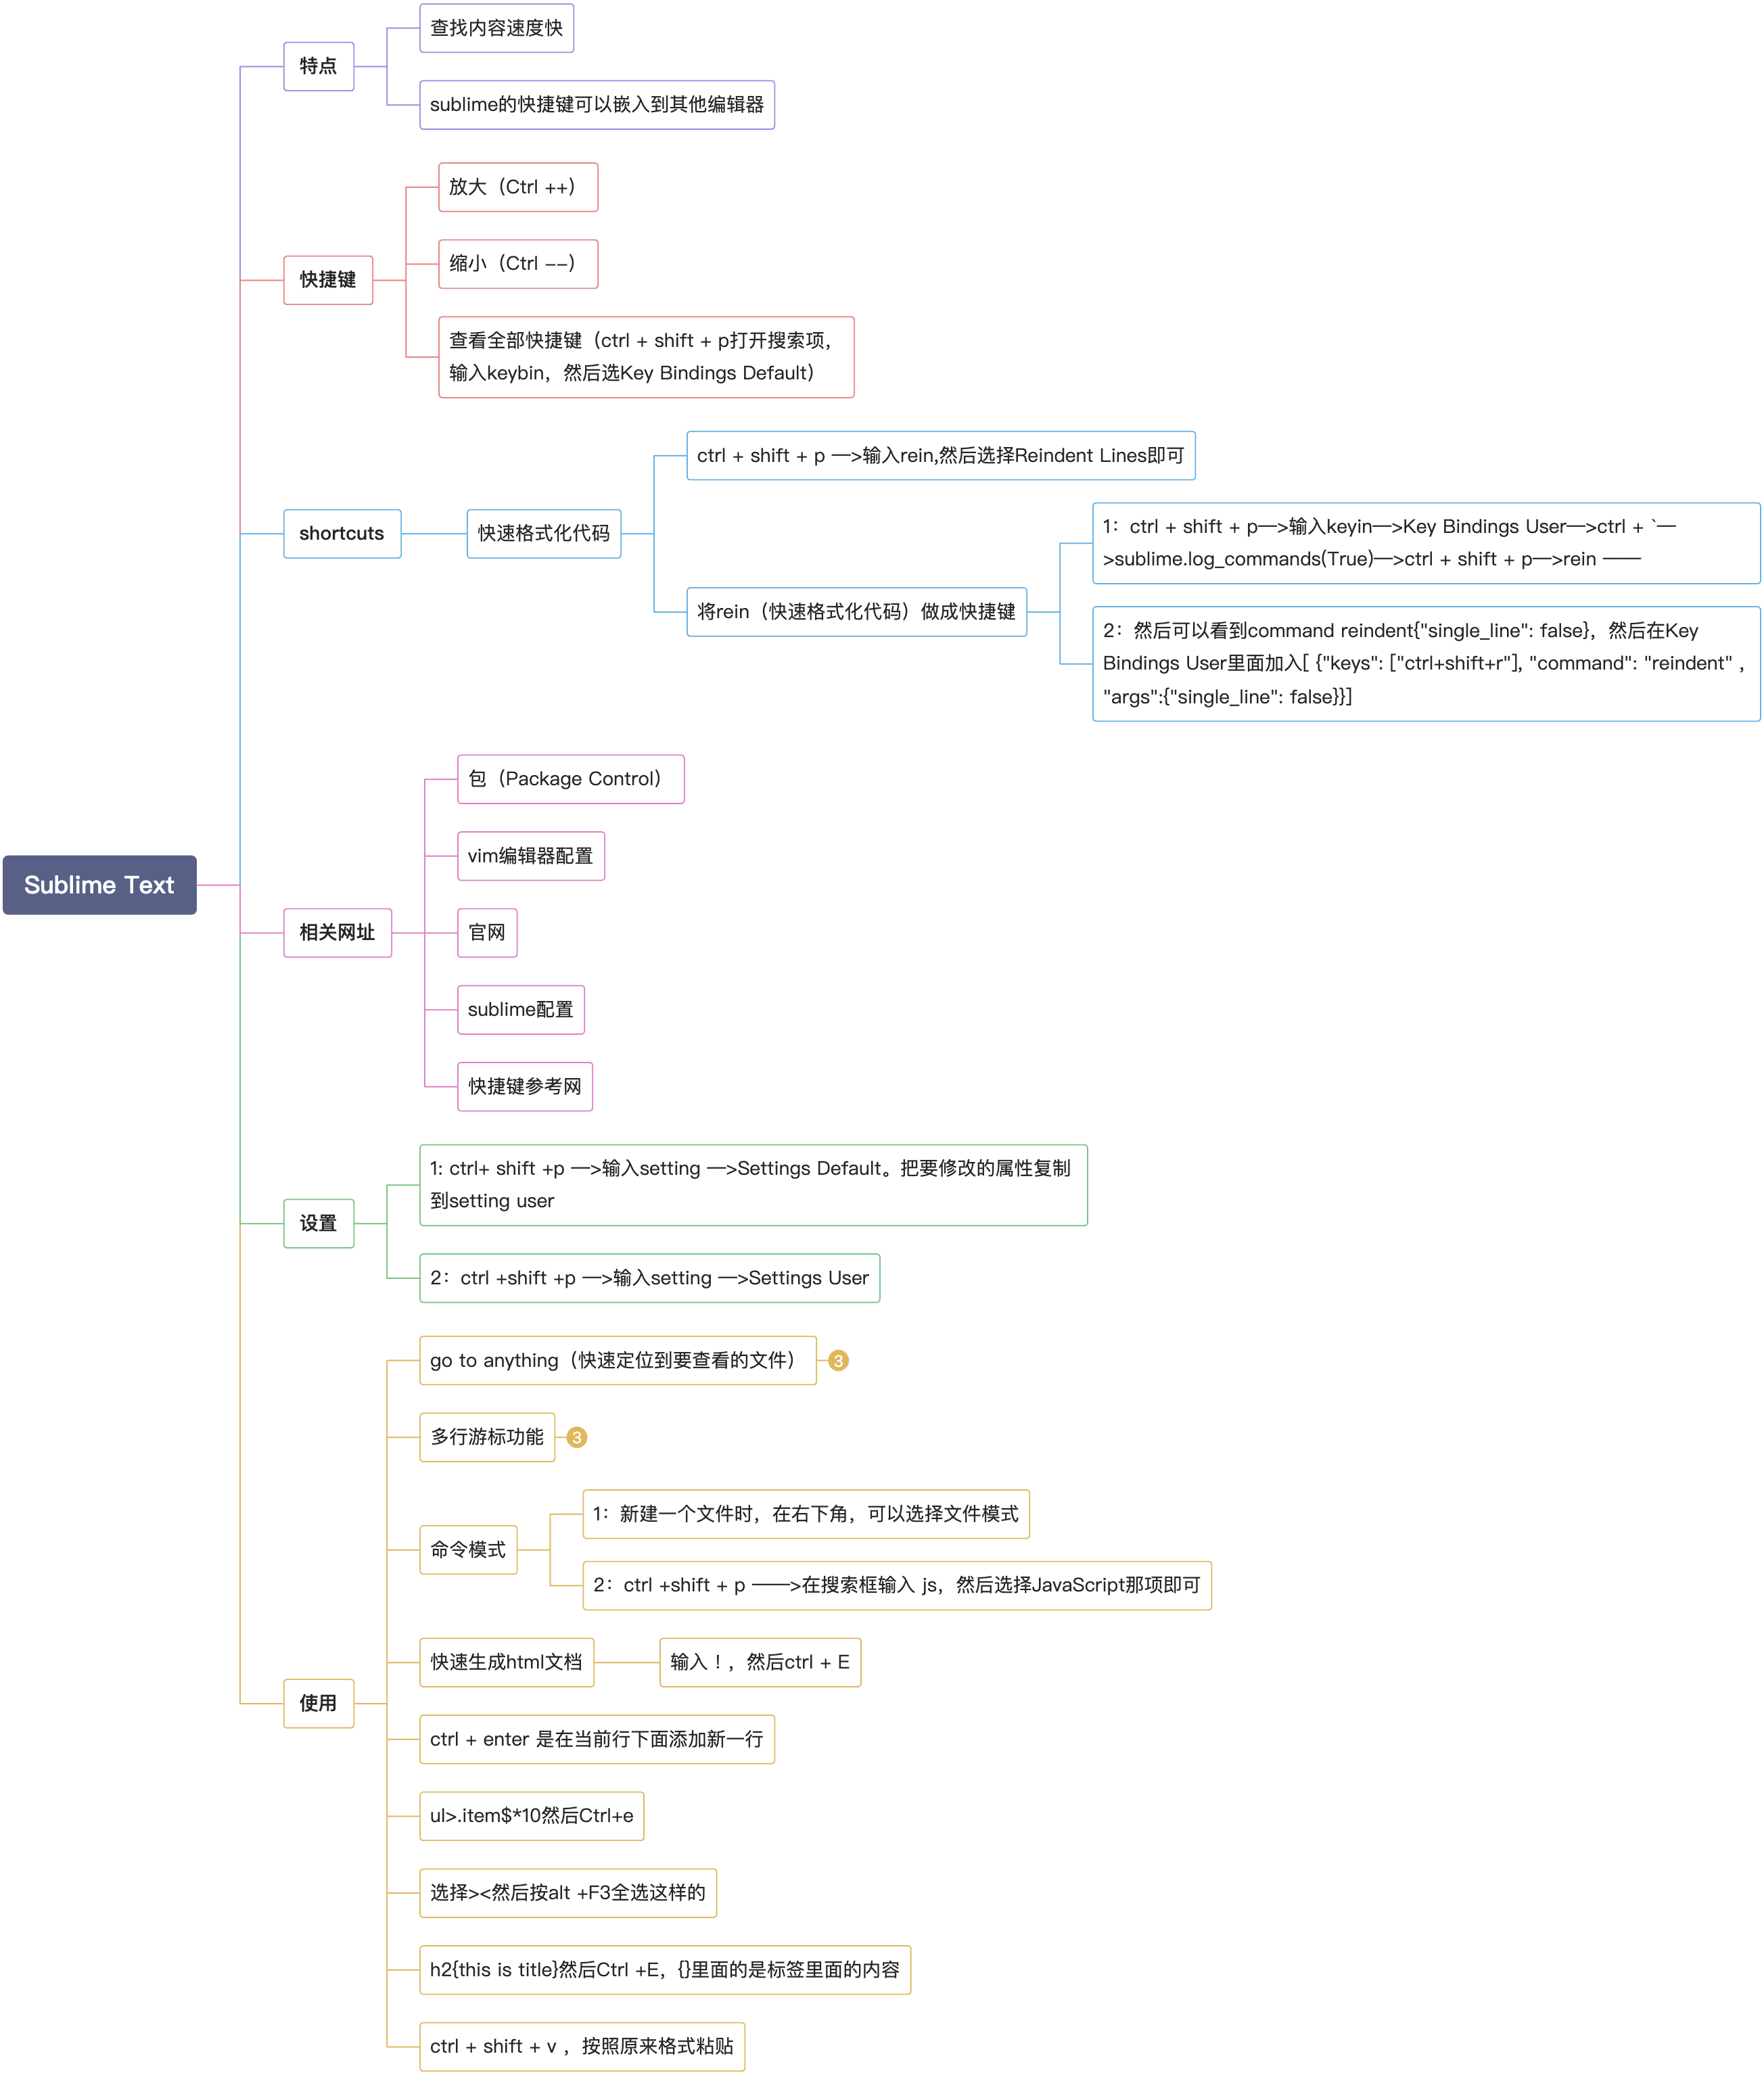 Sublime Text
特点
查找内容速度快
sublime的快捷键可以嵌入到其他编辑器
快捷键
放大（Ctrl ++）
缩小（Ctrl --）
查看全部快捷键（ctrl + shift + p打开搜索项，
输入keybin，然后选Key Bindings Default）
shortcuts
快速格式化代码
ctrl + shift + p —>输入rein,然后选择Reindent Lines即可
将rein（快速格式化代码）做成快捷键
1：ctrl + shift + p—>输入keyin—>Key Bindings User—>ctrl + `—
>sublime.log_commands(True)—>ctrl + shift + p—>rein ——
2：然后可以看到command reindent{"single_line": false}，然后在Key
Bindings User里面加入[ {"keys": ["ctrl+shift+r"], "command": "reindent" ,
"args":{"single_line": false}}]
相关网址
包（Package Control）
vim编辑器配置
官网
sublime配置
快捷键参考网
设置
1: ctrl+ shift +p —>输入setting —>Settings Default。把要修改的属性复制
到setting user
2：ctrl +shift +p —>输入setting —>Settings User
使用
go to anything（快速定位到要查看的文件）
3
多行游标功能
3
命令模式
1：新建一个文件时，在右下角，可以选择文件模式
2：ctrl +shift + p ——>在搜索框输入 js，然后选择JavaScript那项即可
快速生成html文档
输入 ! ，然后ctrl + E
ctrl + enter 是在当前行下面添加新一行
ul>.item$*10然后Ctrl+e
选择><然后按alt +F3全选这样的
h2{this is title}然后Ctrl +E，{}里面的是标签里面的内容
ctrl + shift + v ，按照原来格式粘贴